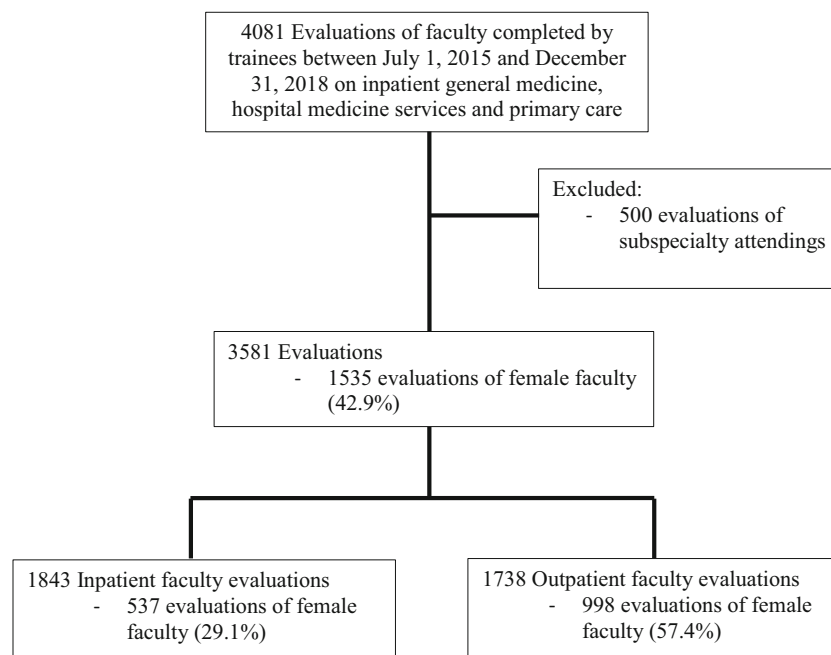 4081 Evaluations of faculty completed by
trainees between July 1, 2015 and December
31, 2018 on inpatient general medicine,
hospital medicine services and primary care
Excluded:
- 500 evaluations of
subspecialty attendings
3581 Evaluations
- 1535 evaluations of female faculty
(42.9%)
1843 Inpatient faculty evaluations
- 537 evaluations of female
faculty (29.1%)
1738 Outpatient faculty evaluations
- 998 evaluations of female
faculty (57.4%)